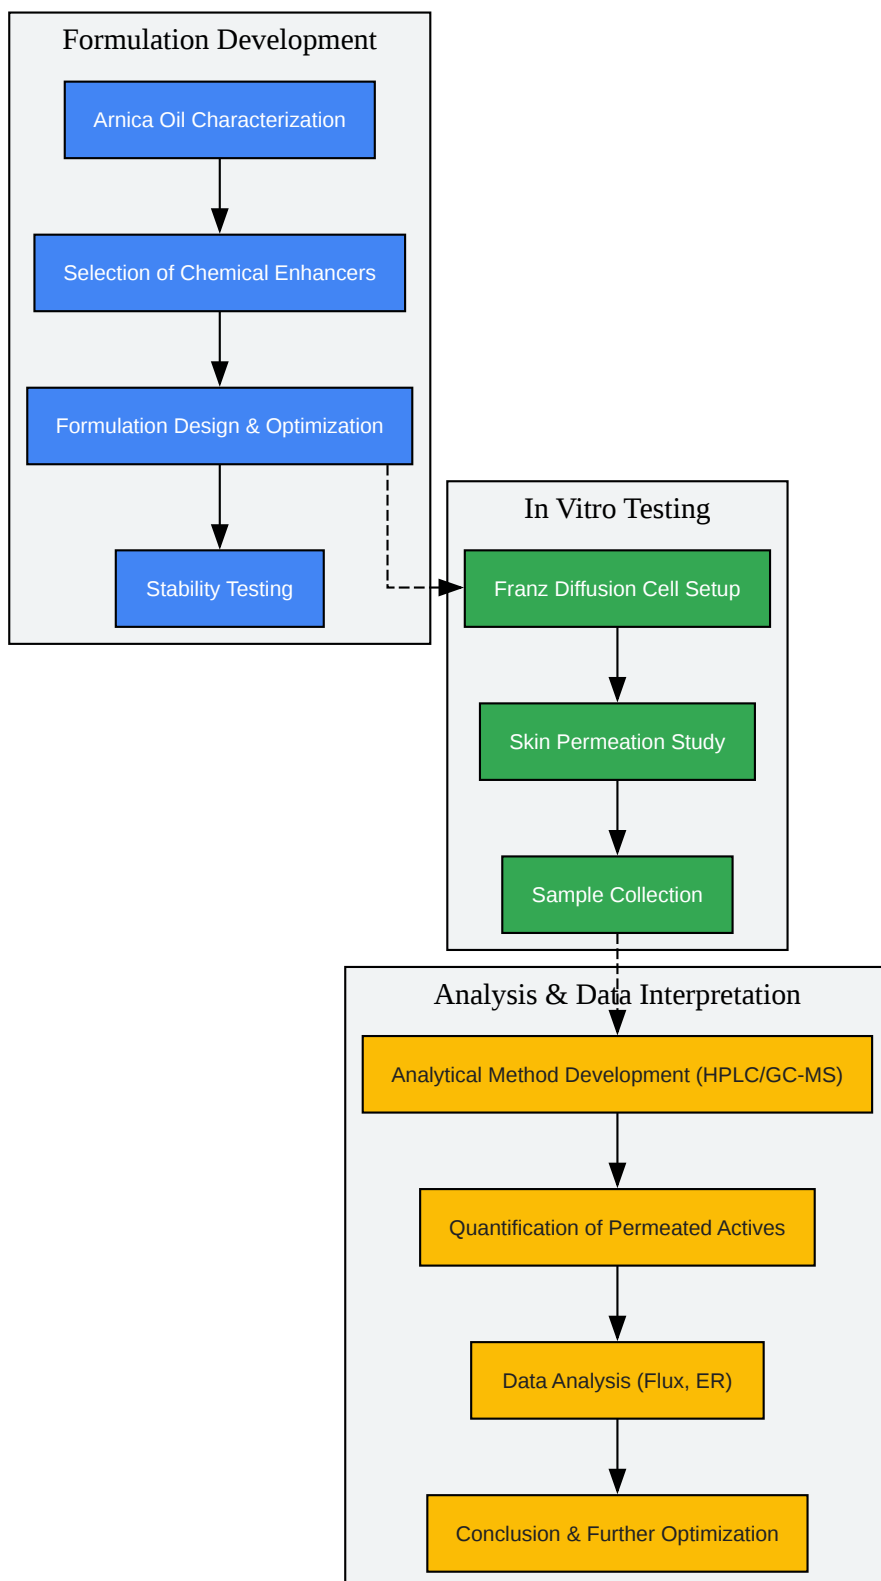 Formulation Development
Arnica Oil Characterization
Selection of Chemical Enhancers
Formulation Design & Optimization
Stability Testing
In Vitro Testing
Franz Diffusion Cell Setup
Skin Permeation Study
Sample Collection
Analysis & Data Interpretation
Analytical Method Development (HPLC/GC-MS)
Quantification of Permeated Actives
Data Analysis (Flux, ER)
Conclusion & Further Optimization